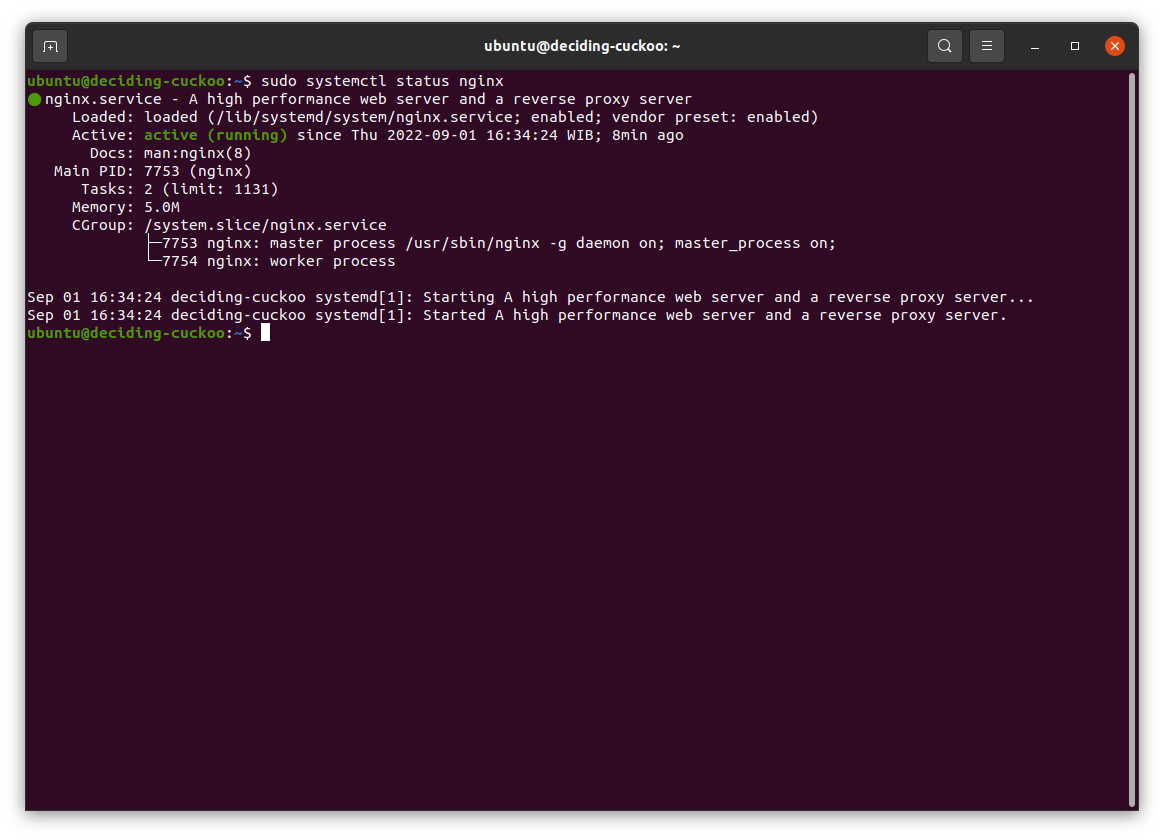 ubuntu@deciding-cuckoo: ~
ubuntu@deciding-cuckoo:~$ sudo systemctl status nginx
● nginx.service - A high performance web server and a reverse proxy server
     Loaded: loaded (/lib/systemd/system/nginx.service; enabled; vendor preset: enabled)
     Active: active (running) since Thu 2022-09-01 16:34:24 WIB; 8min ago
       Docs: man:nginx(8)
   Main PID: 7753 (nginx)
      Tasks: 2 (limit: 1131)
     Memory: 5.0M
     CGroup: /system.slice/nginx.service
             ├─7753 nginx: master process /usr/sbin/nginx -g daemon on; master_process on;
             └─7754 nginx: worker process

Sep 01 16:34:24 deciding-cuckoo systemd[1]: Starting A high performance web server and a reverse proxy server...
Sep 01 16:34:24 deciding-cuckoo systemd[1]: Started A high performance web server and a reverse proxy server.
ubuntu@deciding-cuckoo:~$